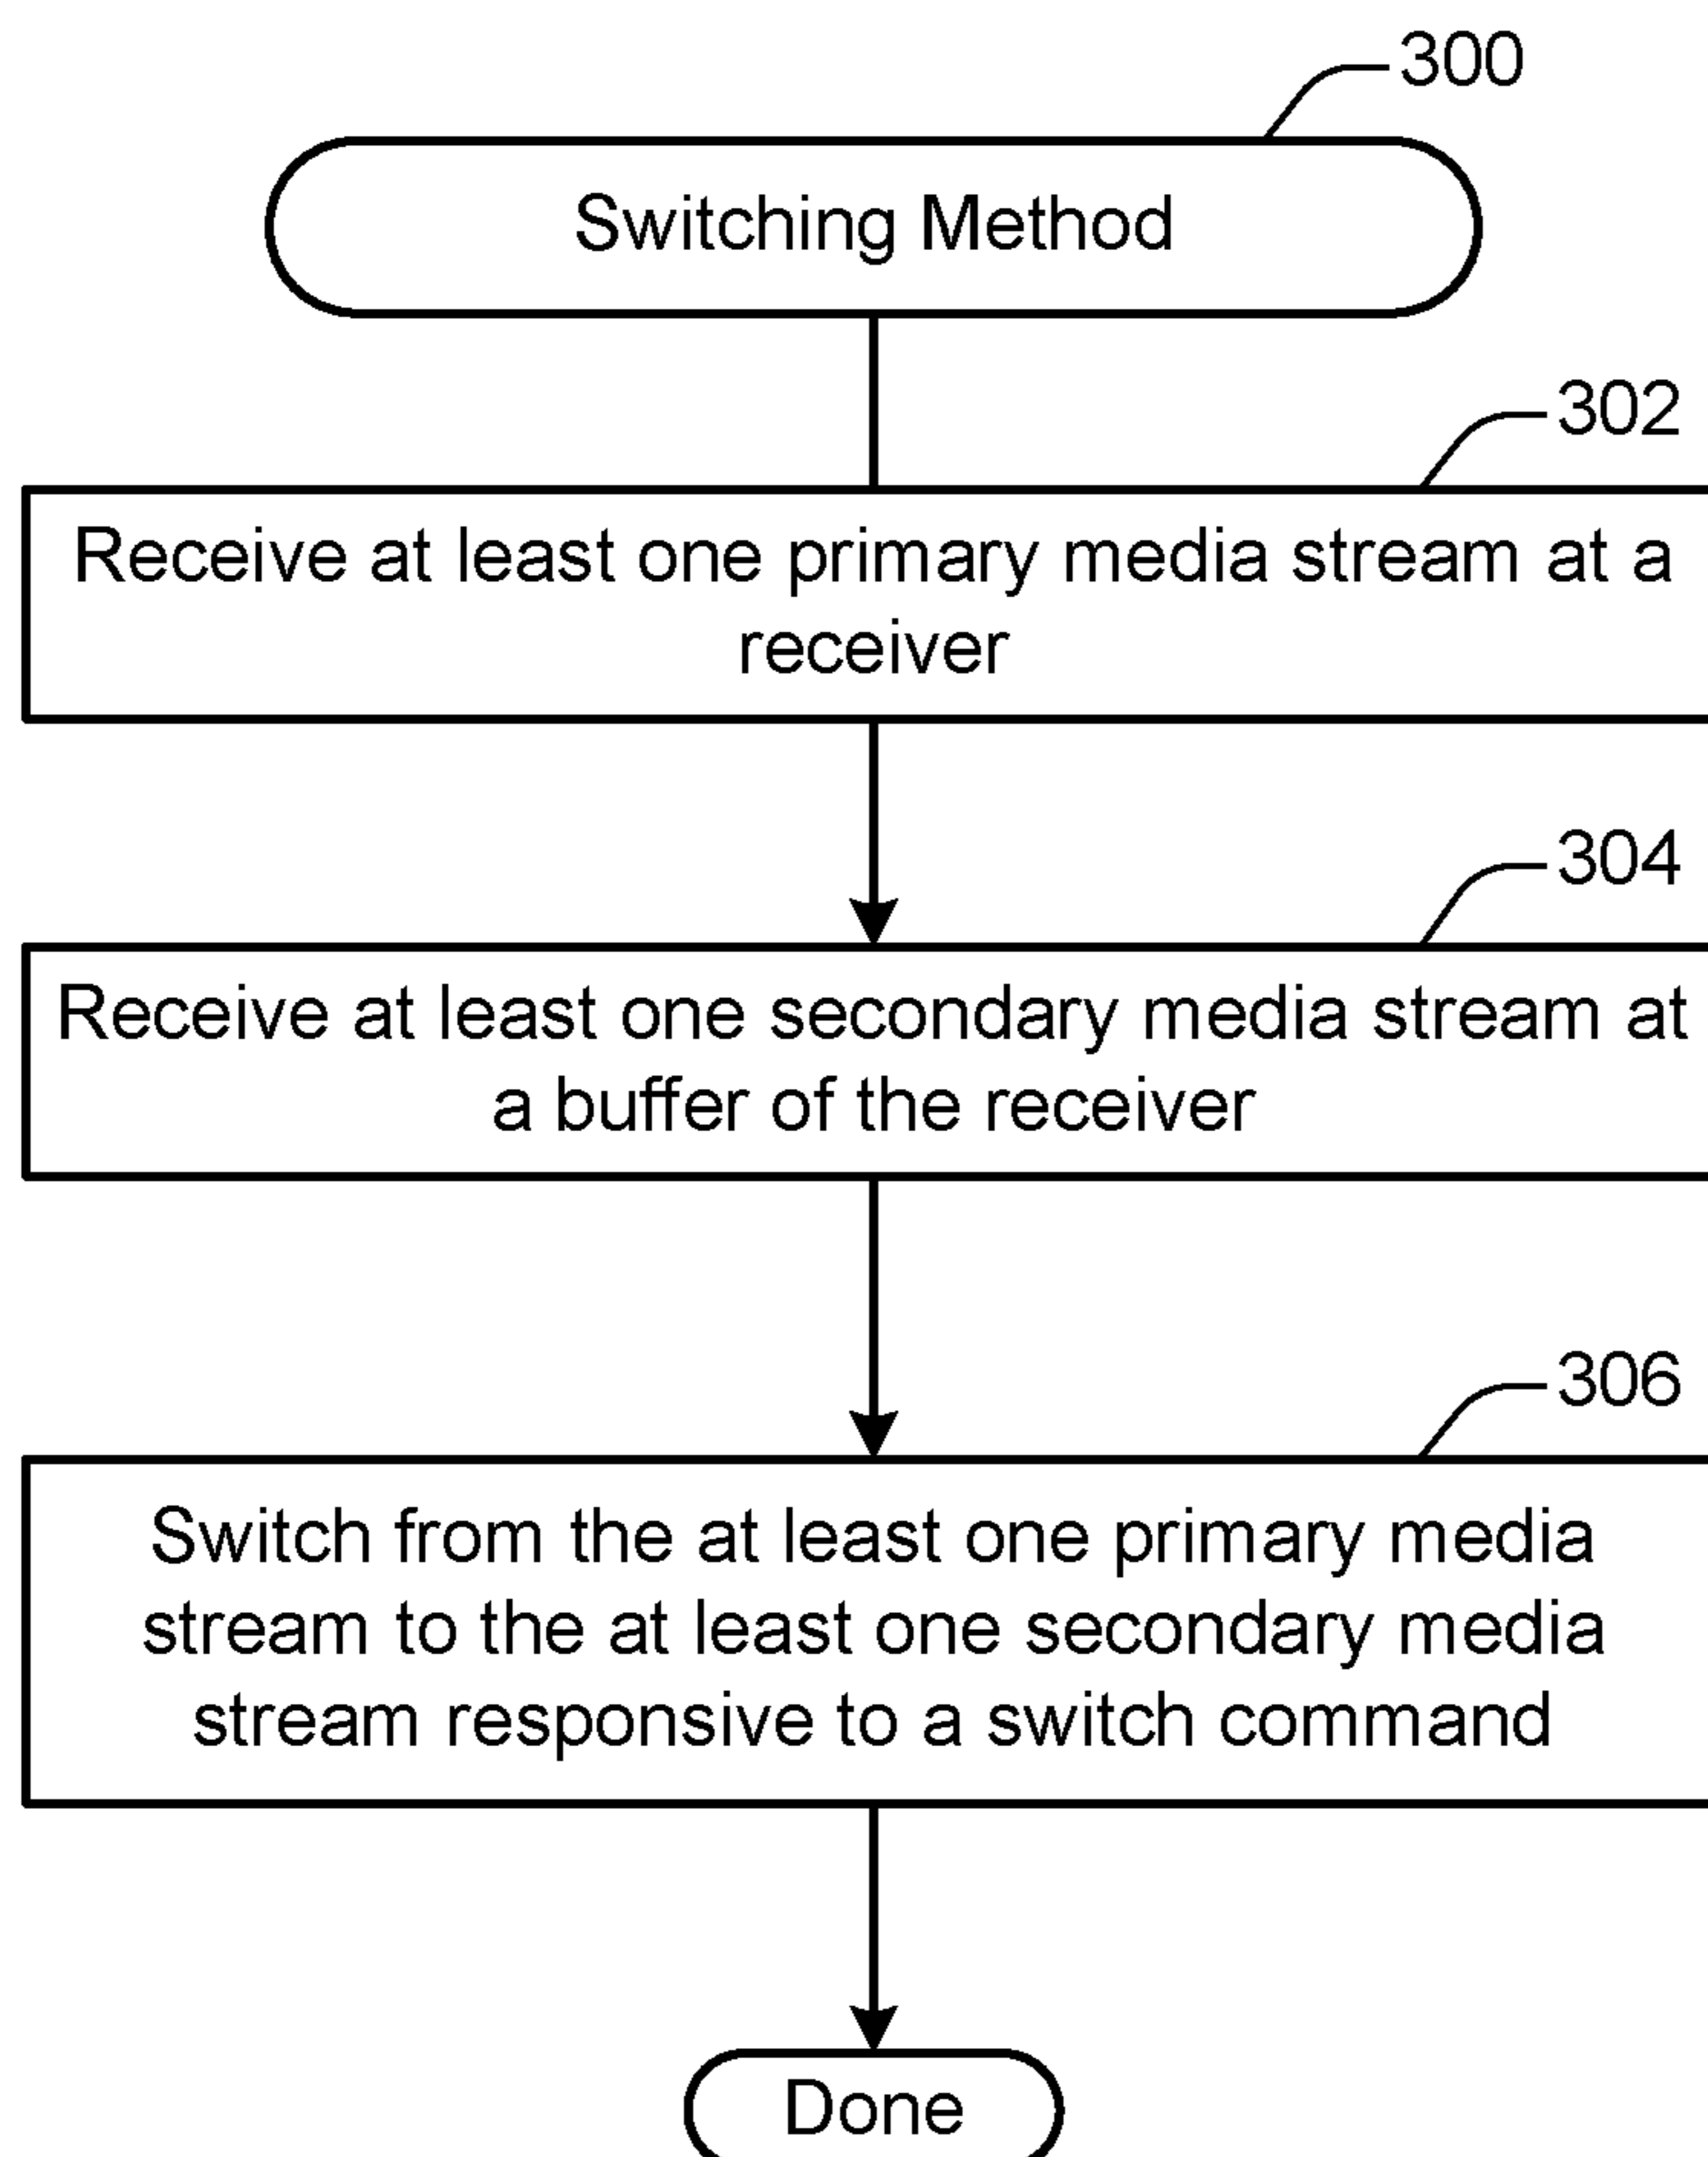 300
Switching Method
302
Receive at least one primary media stream at a
receiver
304
Receive at least one secondary media stream at
a buffer of the receiver
306
Switch from the at least one primary media
stream to the at least one secondary media
stream responsive to a switch command
Done